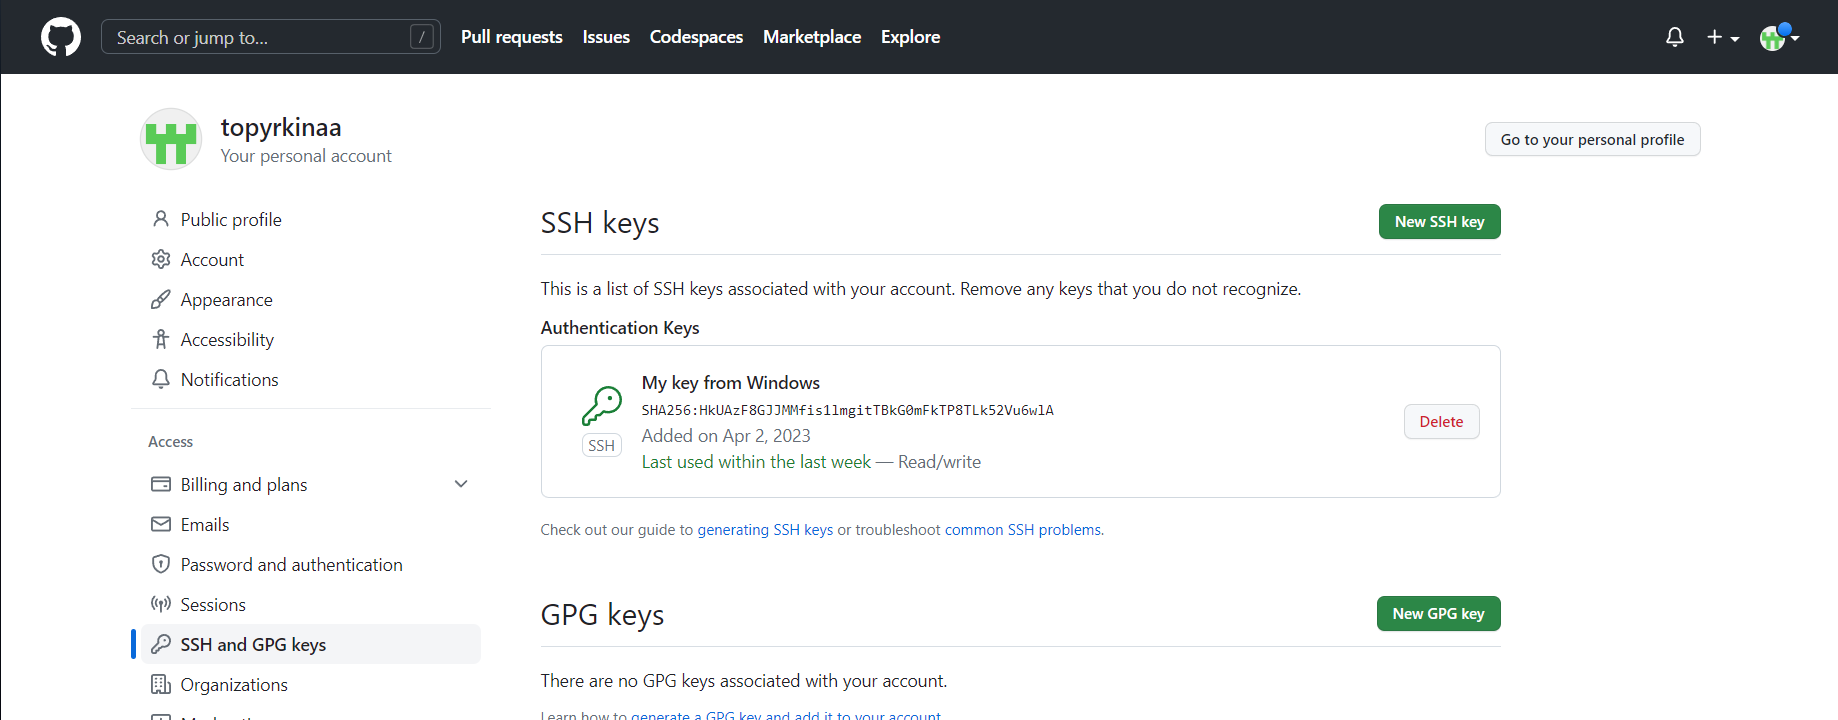 Search or jump to... /
Pull requests Issues Codespaces Marketplace Explore
topyrkinaa
Your personal account
Go to your personal profile
Public profile
Account
Appearance
Accessibility
Notifications
Access
Billing and plans
Emails
Password and authentication
Sessions
SSH and GPG keys
Organizations
SSH keys
New SSH key
This is a list of SSH keys associated with your account. Remove any keys that you do not recognize.
Authentication Keys
My key from Windows
SHA256:HkUAzF8GJJMMfis1lmgitTBkG0mFkTP8TLk52Vu6wlA
SSH
Added on Apr 2, 2023
Last used within the last week — Read/write
Delete
Check out our guide to generating SSH keys or troubleshoot common SSH problems.
GPG keys
New GPG key
There are no GPG keys associated with your account.
Learn how to generate a GPG key and add it to your account